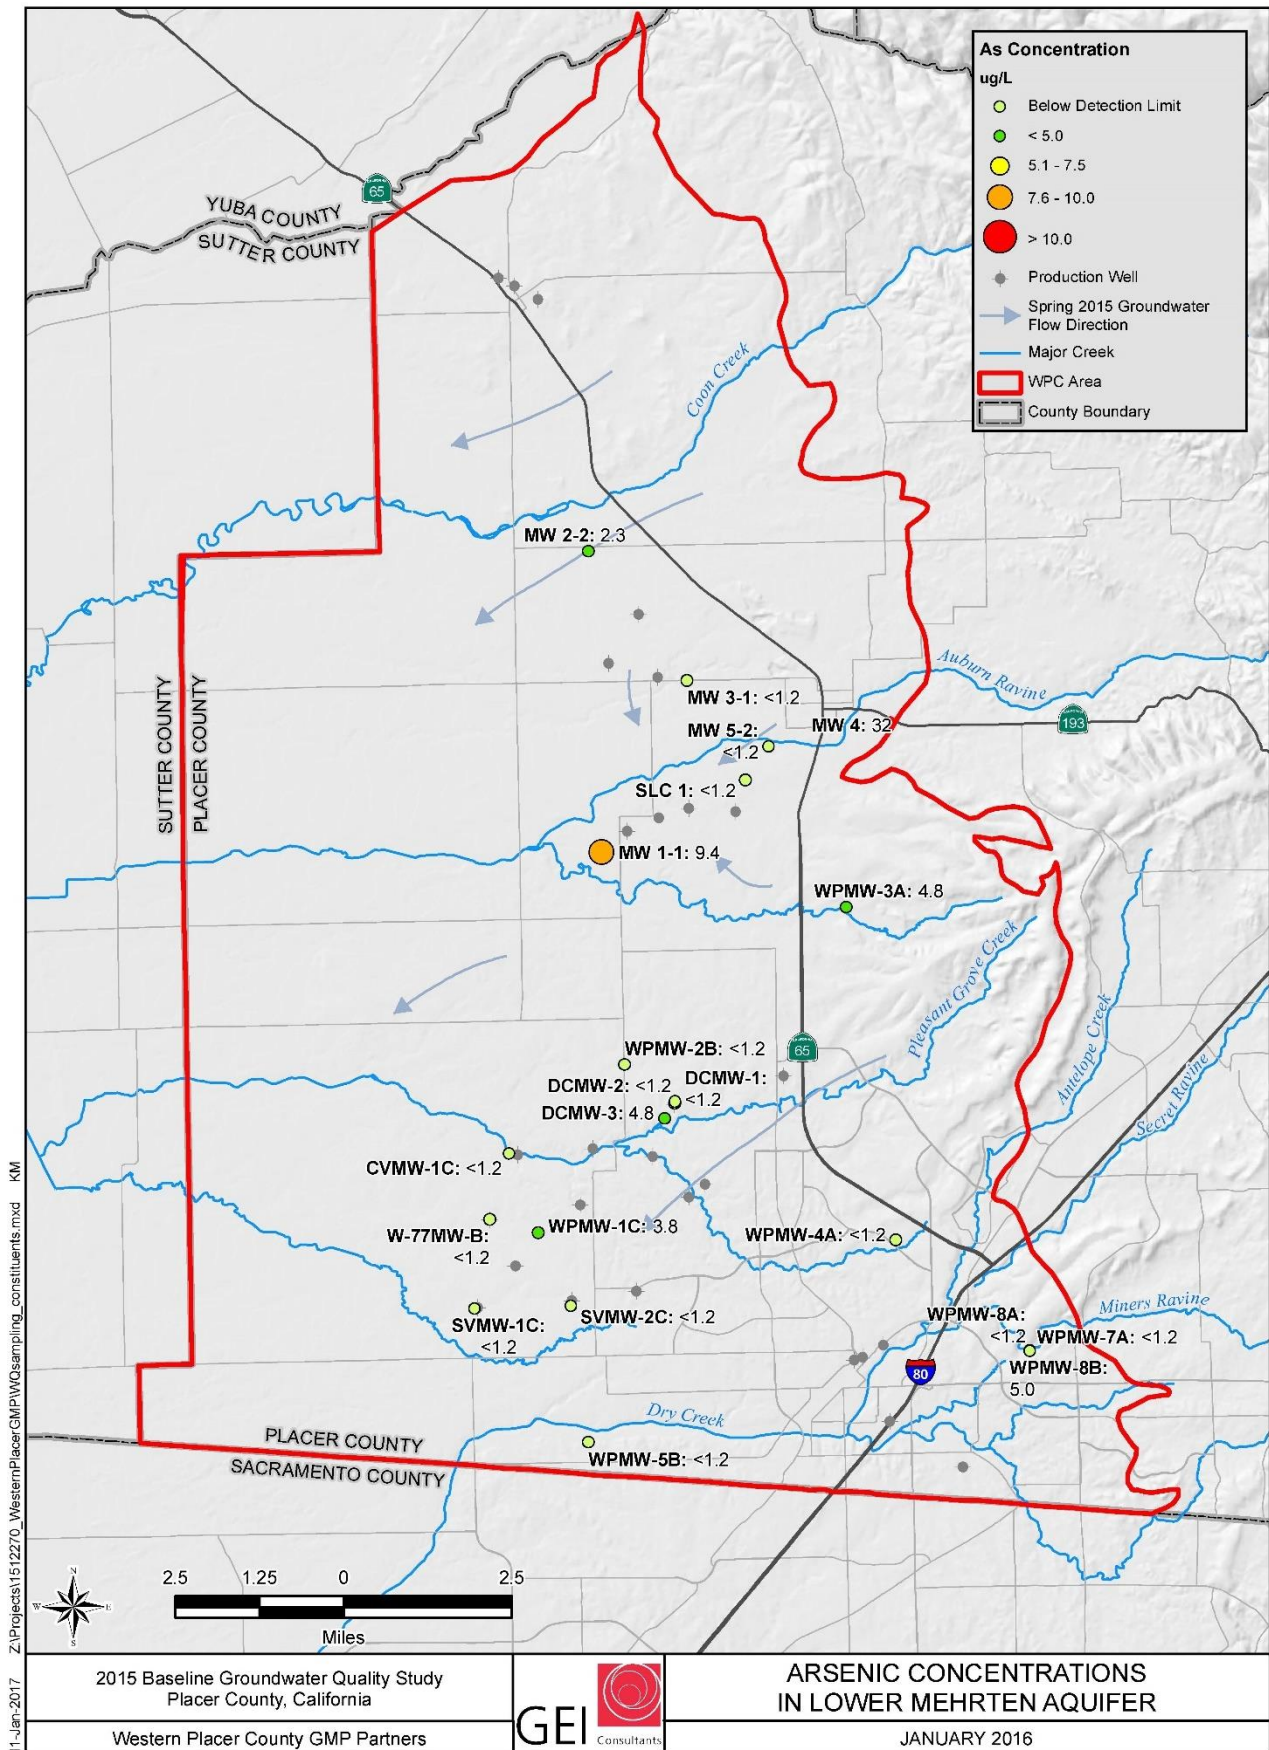 As Concentration
ug/L
Below Detection Limit
< 5.0
5.1 - 7.5
7.6 - 10.0
> 10.0
Production Well
Spring 2015 Groundwater
Flow Direction
Major Creek
WPC Area
County Boundary
65
YUBA COUNTY
SUTTER COUNTY
Coon Creek
MW 2-2: 2.3
SUTTER COUNTY
PLACER COUNTY
Auburn Ravine
MW 3-1: <1.2
MW 5-2:
<1.2
MW 4: 32
193
SLC 1: <1.2
MW 1-1: 9.4
WPMW-3A: 4.8
Pleasant Grove Creek
Antelope Creek
Secret Ravine
65
WPMW-2B: <1.2
DCMW-2: <1.2
DCMW-1:
<1.2
DCMW-3: 4.8
CVMW-1C: <1.2
W-77MW-B:
<1.2
WPMW-1C: 3.8
WPMW-4A: <1.2
SVMW-1C:
<1.2
SVMW-2C: <1.2
WPMW-8A:
<1.2
Miners Ravine
WPMW-7A: <1.2
WPMW-8B:
5.0
80
Dry Creek
WPMW-5B: <1.2
PLACER COUNTY
SACRAMENTO COUNTY
N
W
E
S
2.5 1.25 0 2.5
Miles
11-Jan-2017 Z:\Projects\1512270_WesternPlacerGMP\WQsampling_constituents.mxd KM
2015 Baseline Groundwater Quality Study
Placer County, California
Western Placer County GMP Partners
GEI Consultants
ARSENIC CONCENTRATIONS
IN LOWER MEHRTEN AQUIFER
JANUARY 2016